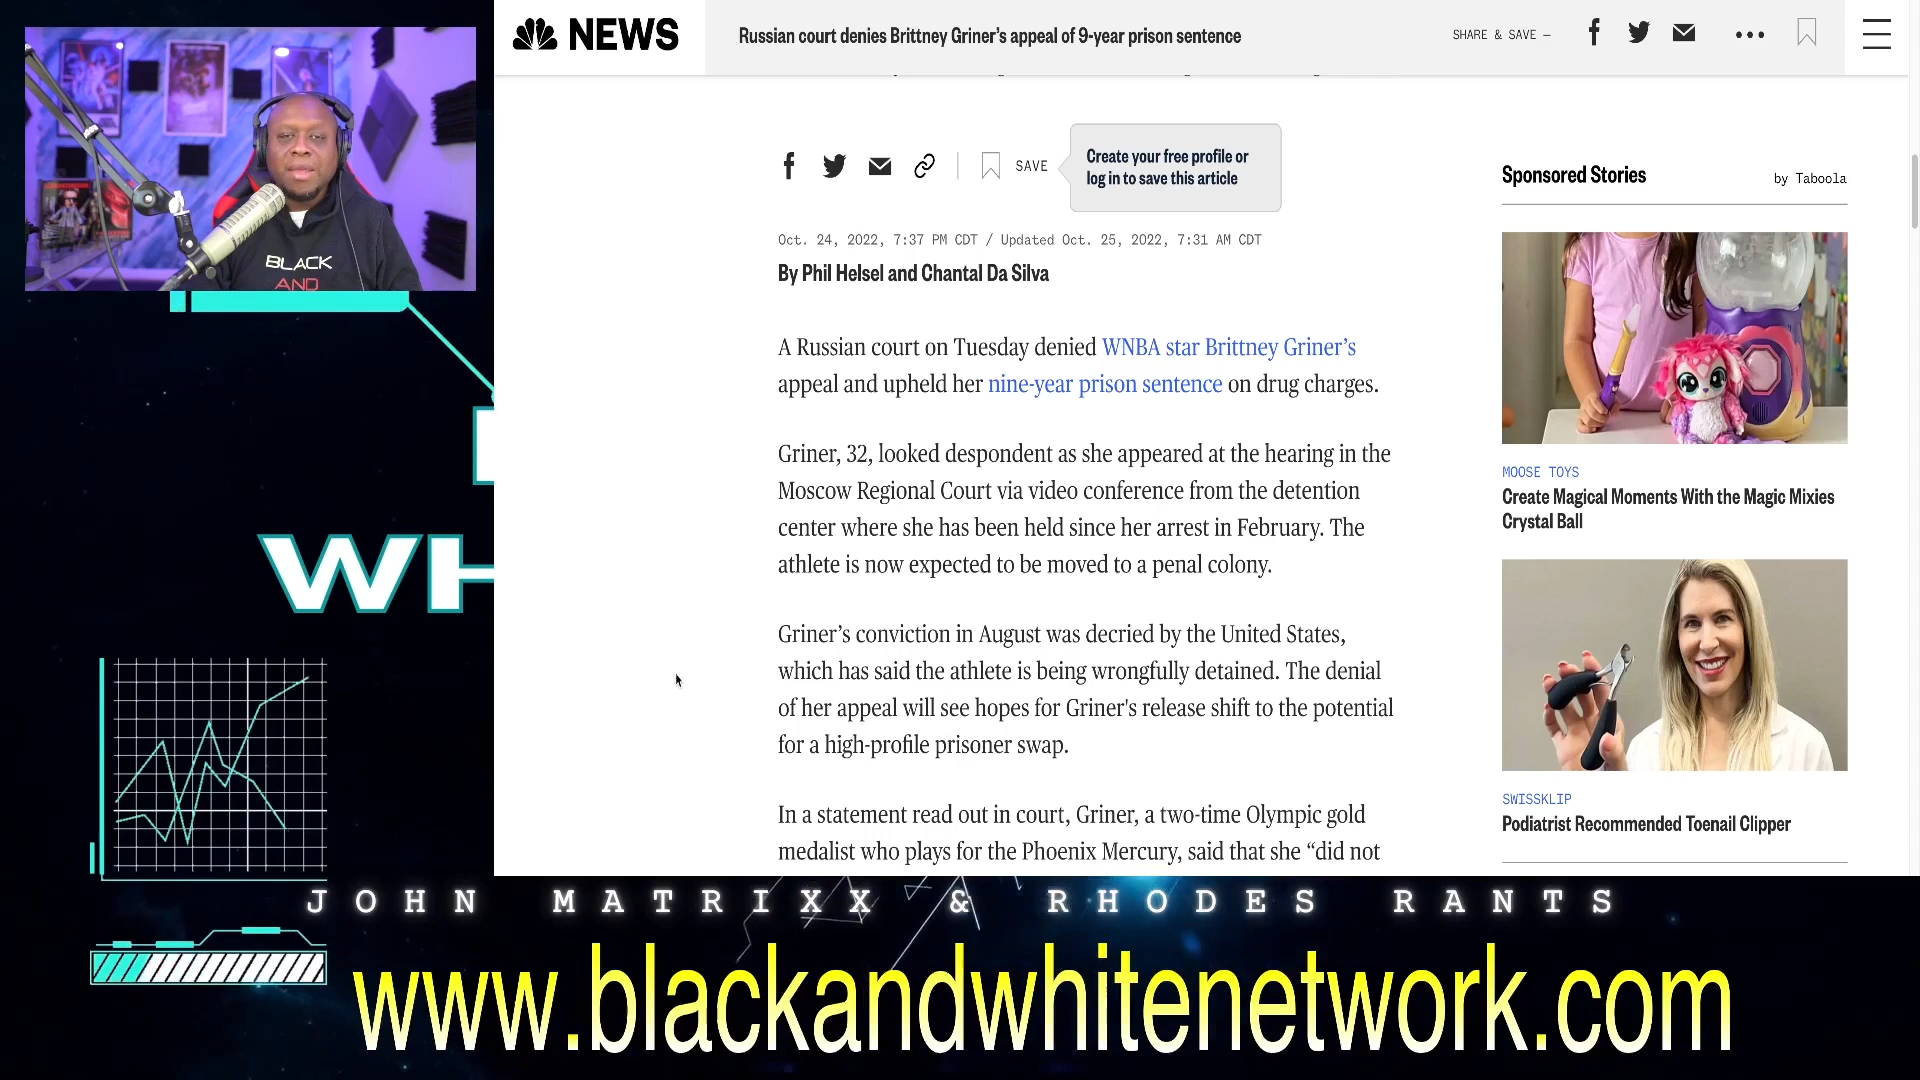 NEWS
Russian court denies Brittney Griner's appeal of 9-year prison sentence
SHARE & SAVE —
SAVE
Create your free profile or
log in to save this article
Oct. 24, 2022, 7:37 PM CDT / Updated Oct. 25, 2022, 7:31 AM CDT
By Phil Helsel and Chantal Da Silva
A Russian court on Tuesday denied WNBA star Brittney Griner’s
appeal and upheld her nine-year prison sentence on drug charges.
Griner, 32, looked despondent as she appeared at the hearing in the
Moscow Regional Court via video conference from the detention
center where she has been held since her arrest in February. The
athlete is now expected to be moved to a penal colony.
Griner’s conviction in August was decried by the United States,
which has said the athlete is being wrongfully detained. The denial
of her appeal will see hopes for Griner's release shift to the potential
for a high-profile prisoner swap.
In a statement read out in court, Griner, a two-time Olympic gold
medalist who plays for the Phoenix Mercury, said that she “did not
Sponsored Stories
by Taboola
MOOSE TOYS
Create Magical Moments With the Magic Mixies
Crystal Ball
SWISSKLIP
Podiatrist Recommended Toenail Clipper
BLACK
AND
WH
JOHN MATRIXX & RHODES RANTS
www.blackandwhitenetwork.com